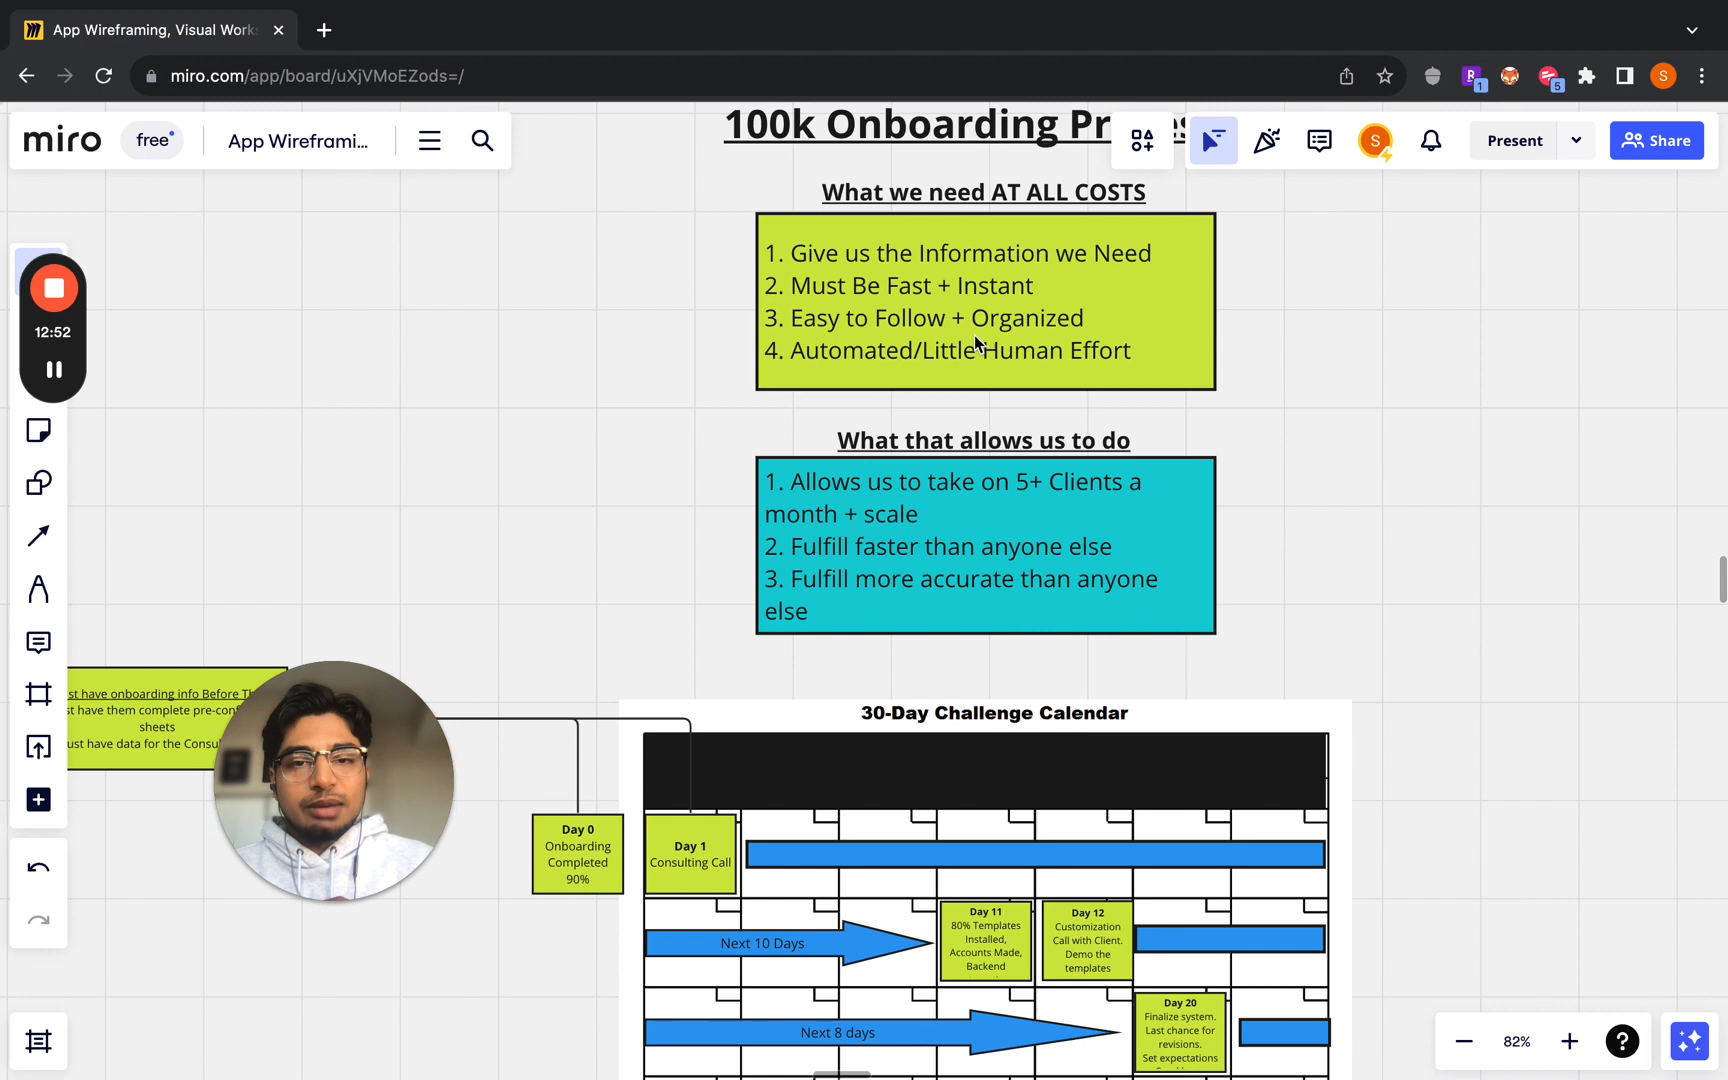 App Wireframing, Visual Work
miro.com/app/board/uXjVMoEZods=/
1
5
S
miro
free
App Wireframi...
S
Present
Share
100k Onboarding Pr
What we need AT ALL COSTS
1. Give us the Information we Need
2. Must Be Fast + Instant
3. Easy to Follow + Organized
4. Automated/Little Human Effort
12:52
What that allows us to do
1. Allows us to take on 5+ Clients a
month + scale
2. Fulfill faster than anyone else
3. Fulfill more accurate than anyone
else
st have onboarding info Before Th
st have them complete pre-con
sheets
ust have data for the Consul
30-Day Challenge Calendar
Day 0
Onboarding
Completed
90%
Day 1
Consulting Call
Next 10 Days
Day 11
80% Templates
Installed,
Accounts Made,
Backend
Day 12
Customization
Call with Client.
Demo the
templates
Next 8 days
Day 20
Finalize system.
Last chance for
revisions.
Set expectations
82%